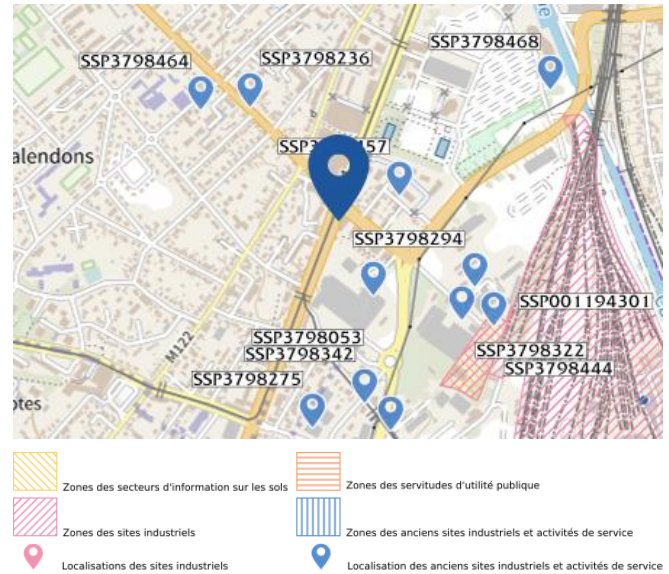 SSP3798468
SSP3798236
SSP3798464
57
alendons
SSP3798294
SSP001194301
SSP3798053
SSP3798322
SSP3798342
SSP3798444
M122
SSP3798275
otes
Zones des secteurs d'information sur les sols
Zones des servitudes d'utilité publique
Zones des sites industriels
Zones des anciens sites industriels et activités de service
Localisations des sites industriels
Localisation des anciens sites industriels et activités de service